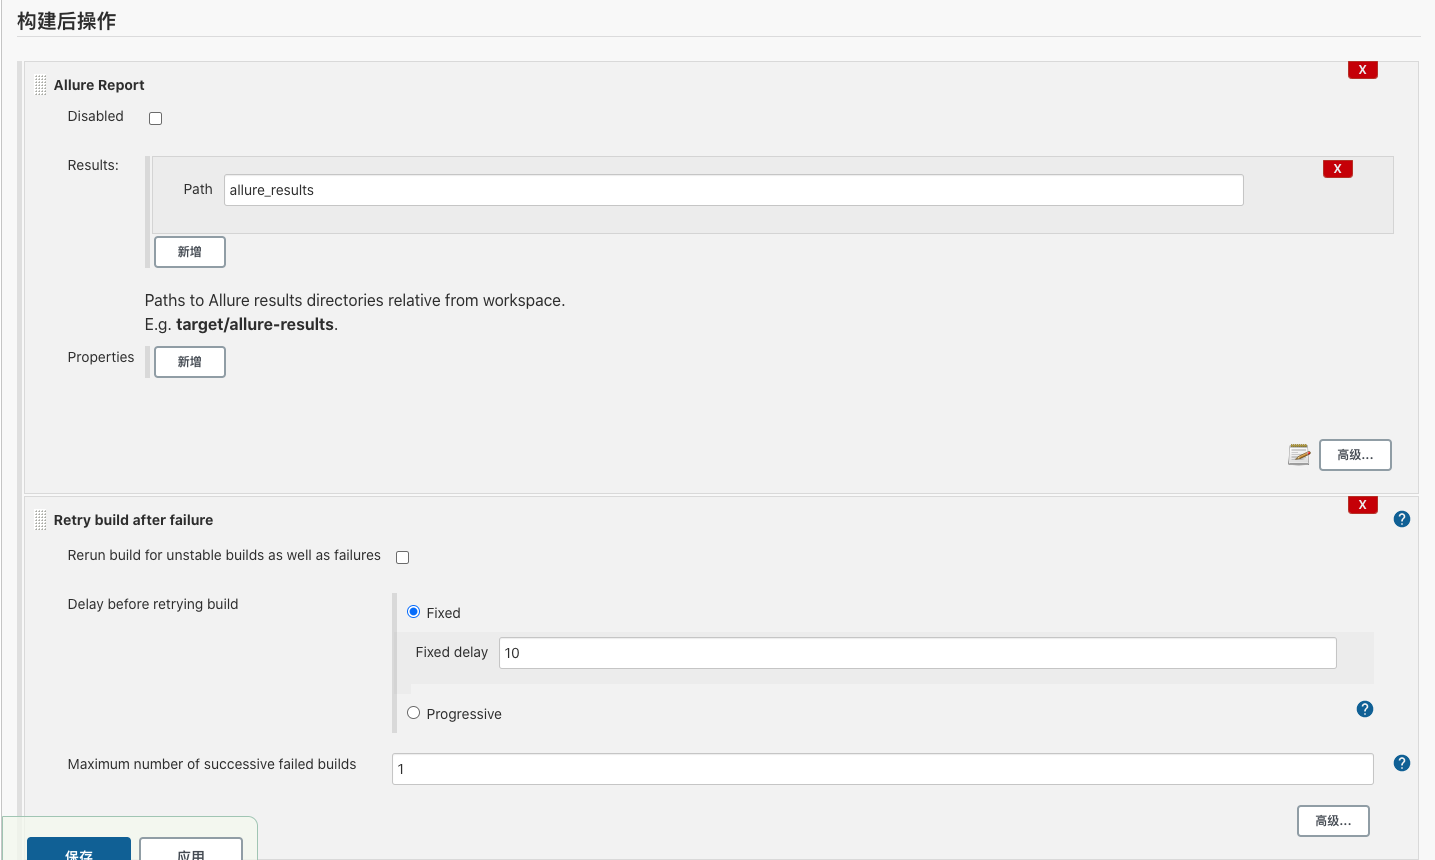 构建后操作
Allure Report
X
Disabled
Results:
X
Path allure_results
新增
Paths to Allure results directories relative from workspace.
E.g. target/allure-results.
Properties 新增
高级...
Retry build after failure
X
?
Rerun build for unstable builds as well as failures
Delay before retrying build
Fixed
Fixed delay 10
Progressive
?
Maximum number of successive failed builds 1
?
高级...
保存 应用